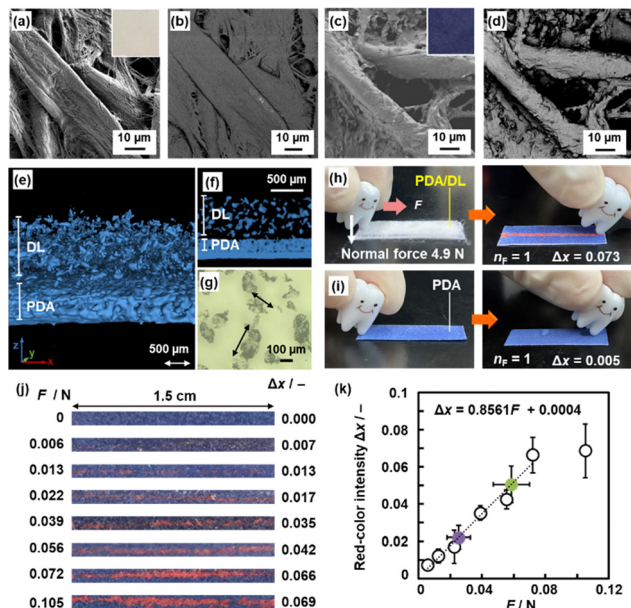 (a)
10 µm
(b)
10 µm
(c)
10 µm
(d)
10 µm
(e)
DL
PDA
z
y
x
500 µm
(f)
500 µm
DL
PDA
(g)
100 µm
(h)
PDA/DL
F
Normal force 4.9 N
n_F = 1 Δx = 0.073
(i)
PDA
n_F = 1 Δx = 0.005
(j)
F / N
1.5 cm
Δx / −
0 0.000
0.006 0.007
0.013 0.013
0.022 0.017
0.039 0.035
0.056 0.042
0.072 0.066
0.105 0.069
(k)
Δx = 0.8561F + 0.0004
Red-color intensity Δx / −
0.1
0.08
0.06
0.04
0.02
0
0 0.04 0.08 0.12
F / N